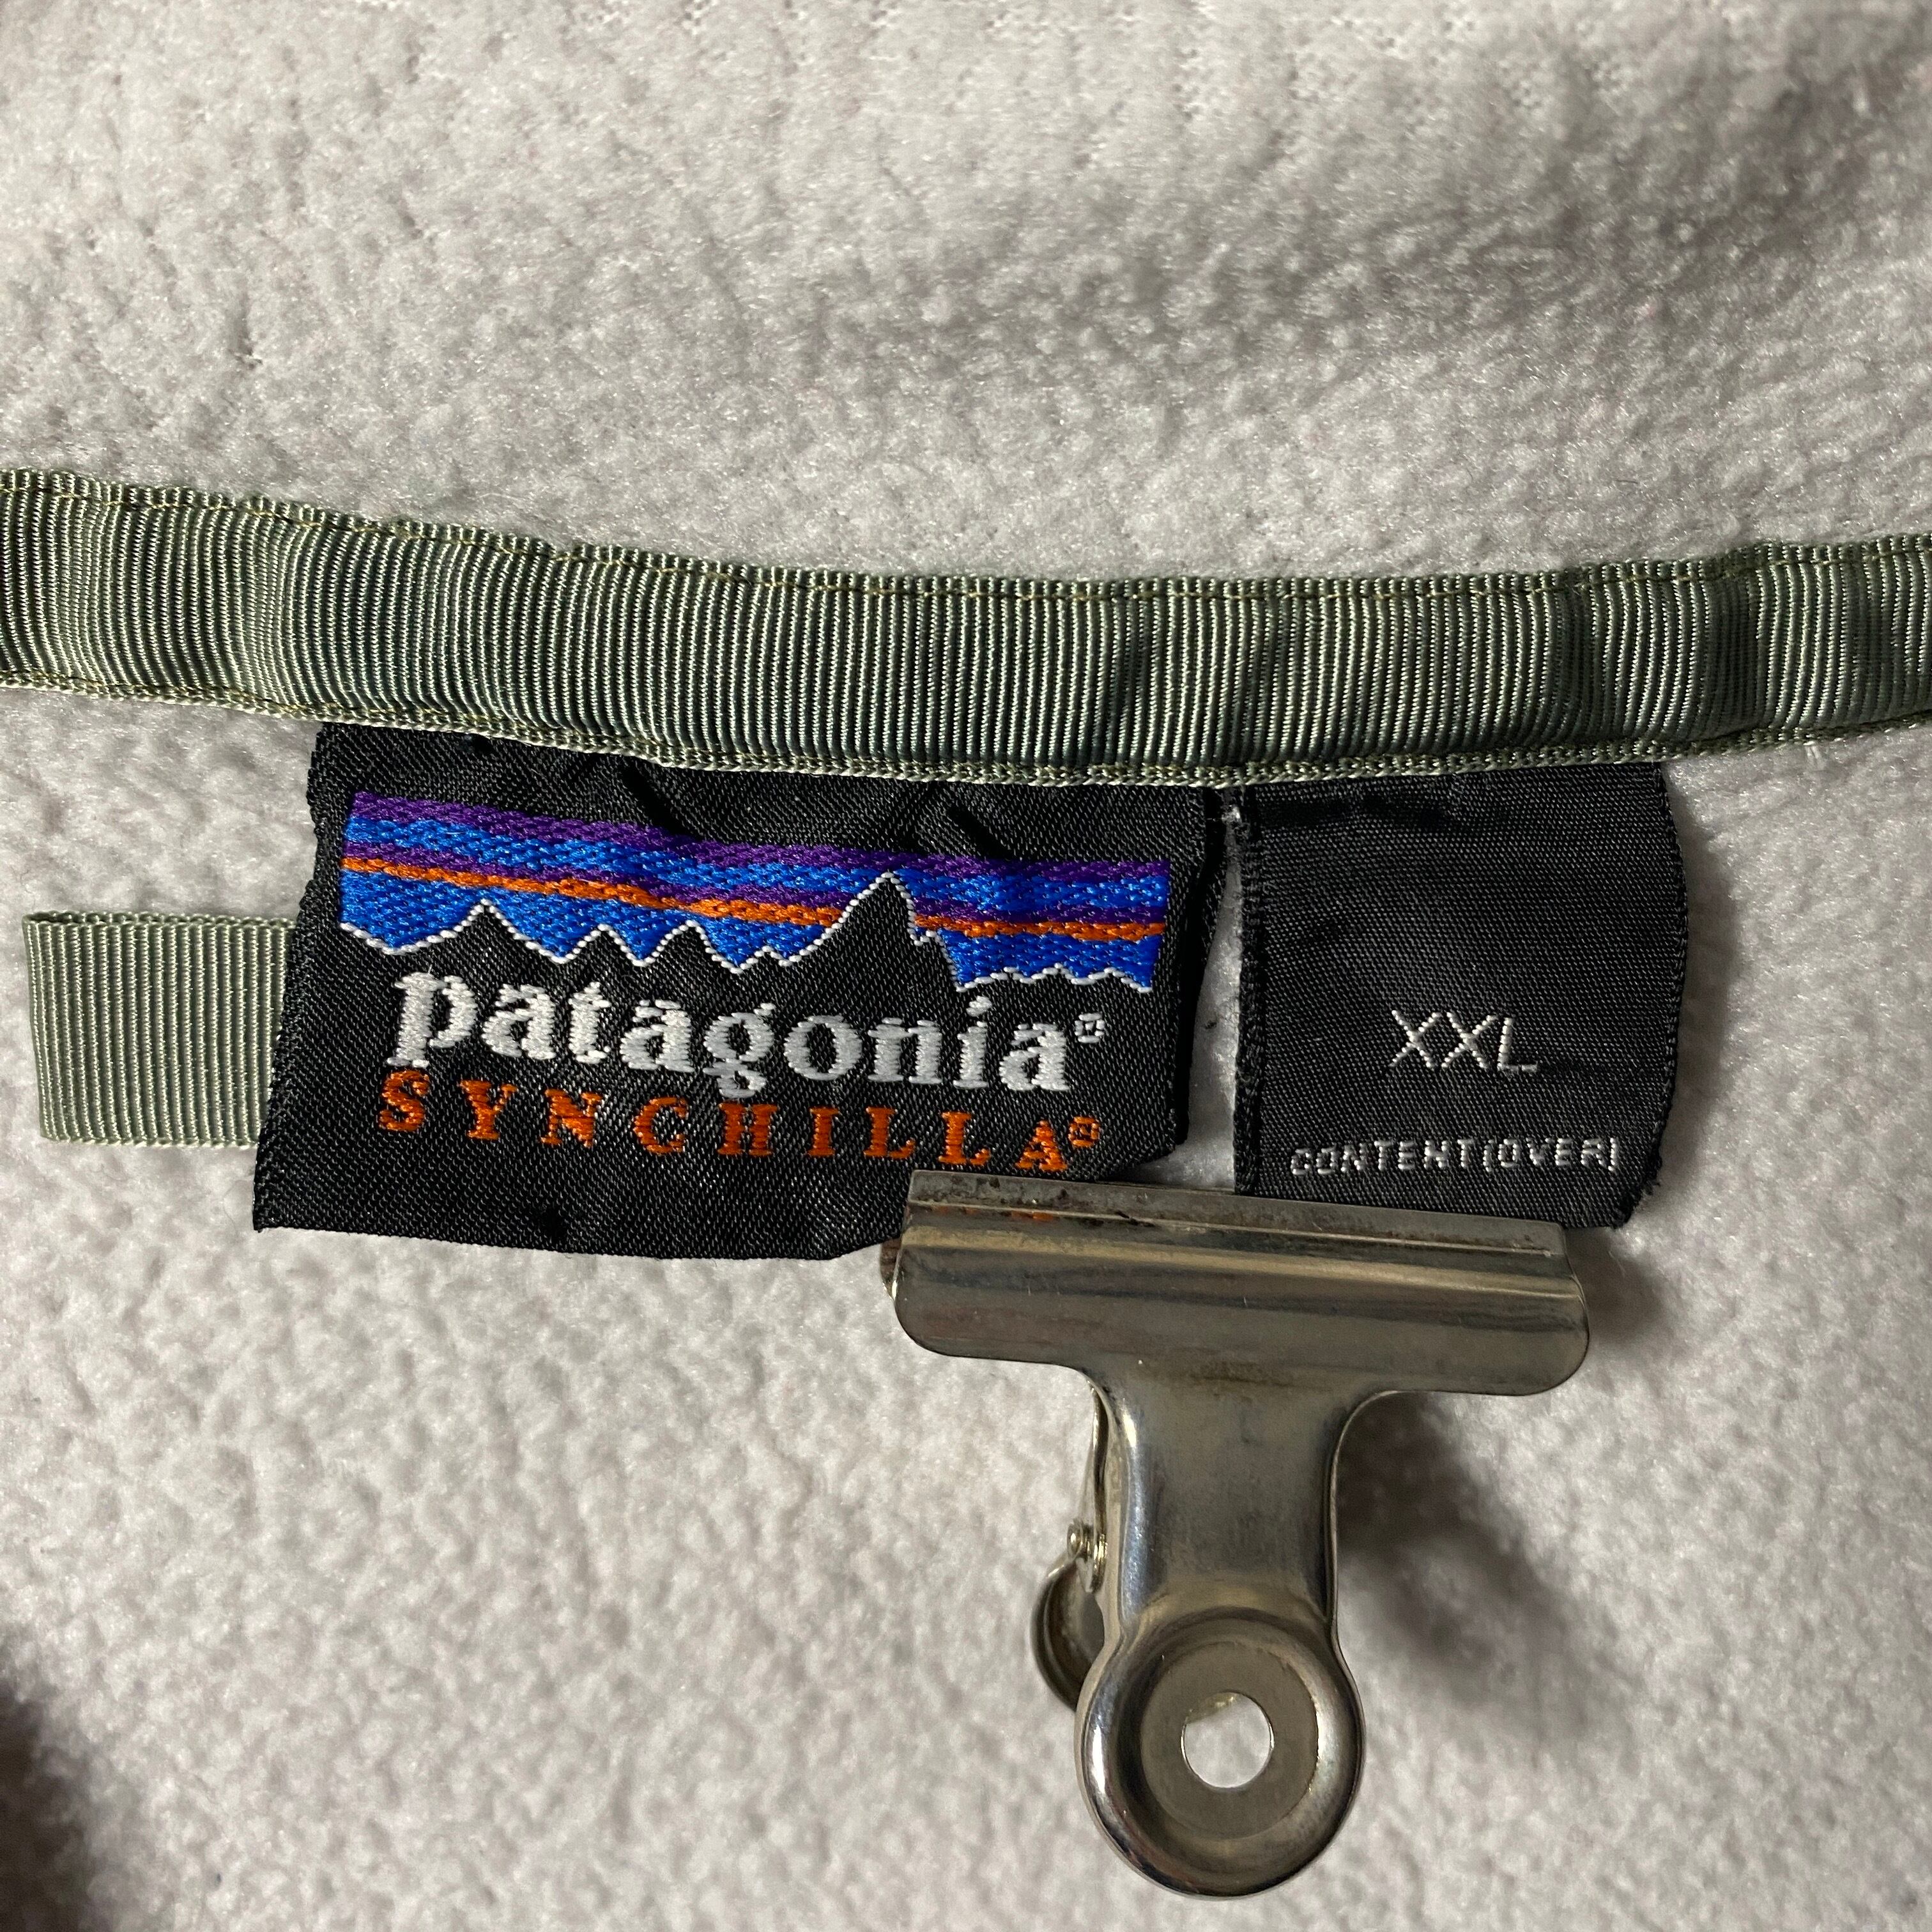 patagonia®
SYNCHILLA®
XXL
CONTENT(OVER)